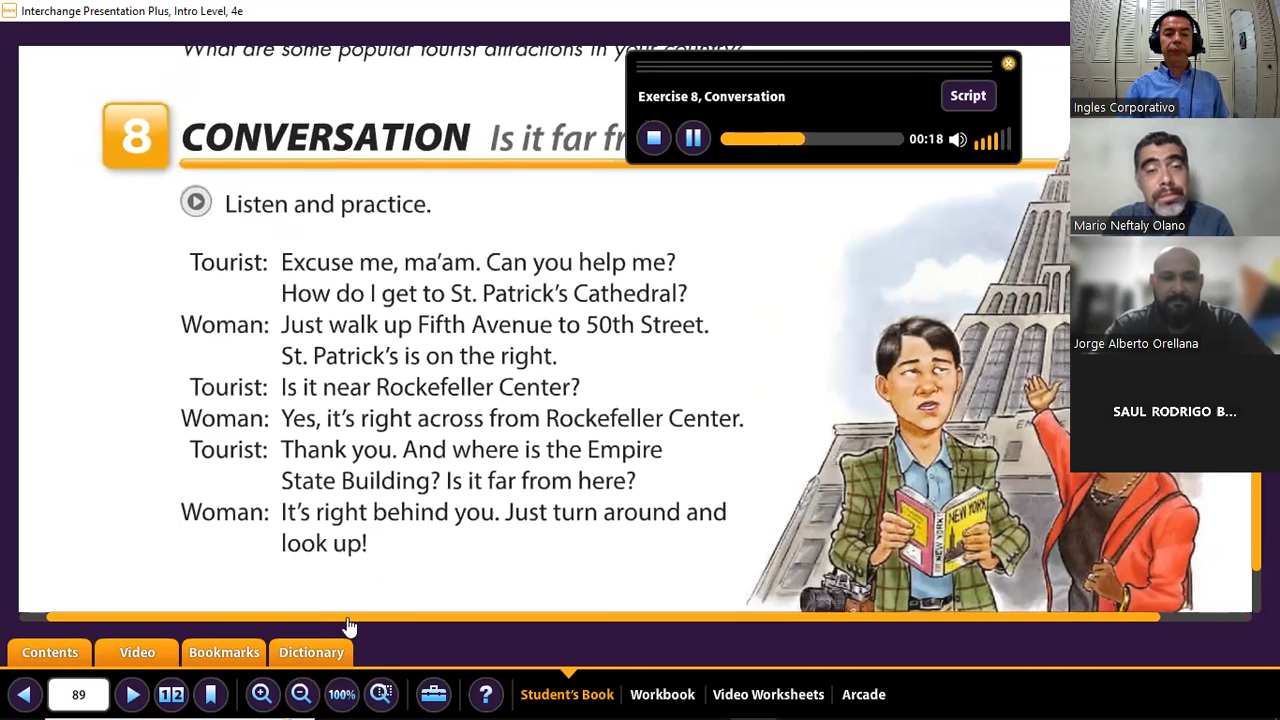 Interchange Presentation Plus, Intro Level, 4e
What are some popular tourist attractions in your country?
Exercise 8, Conversation
Script
00:18
8 CONVERSATION Is it far fr
Listen and practice.
Tourist: Excuse me, ma'am. Can you help me?
How do I get to St. Patrick's Cathedral?
Woman: Just walk up Fifth Avenue to 50th Street.
St. Patrick's is on the right.
Tourist: Is it near Rockefeller Center?
Woman: Yes, it's right across from Rockefeller Center.
Tourist: Thank you. And where is the Empire
State Building? Is it far from here?
Woman: It's right behind you. Just turn around and
look up!
NEW YORK
NEW YORK
Ingles Corporativo
Mario Neftaly Olano
Jorge Alberto Orellana
SAUL RODRIGO B...
Contents Video Bookmarks Dictionary
89 1 2 100% ? Student's Book Workbook Video Worksheets Arcade